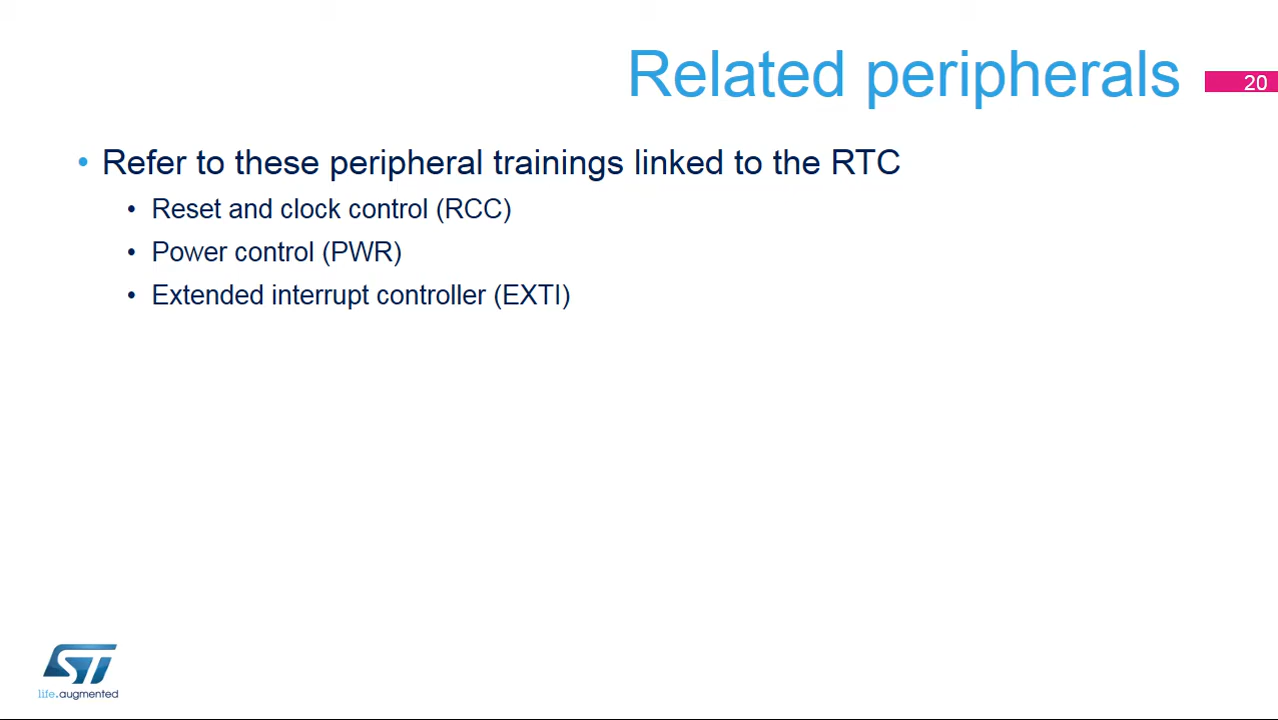 Related peripherals
20
• Refer to these peripheral trainings linked to the RTC
• Reset and clock control (RCC)
• Power control (PWR)
• Extended interrupt controller (EXTI)
ST
life.augmented